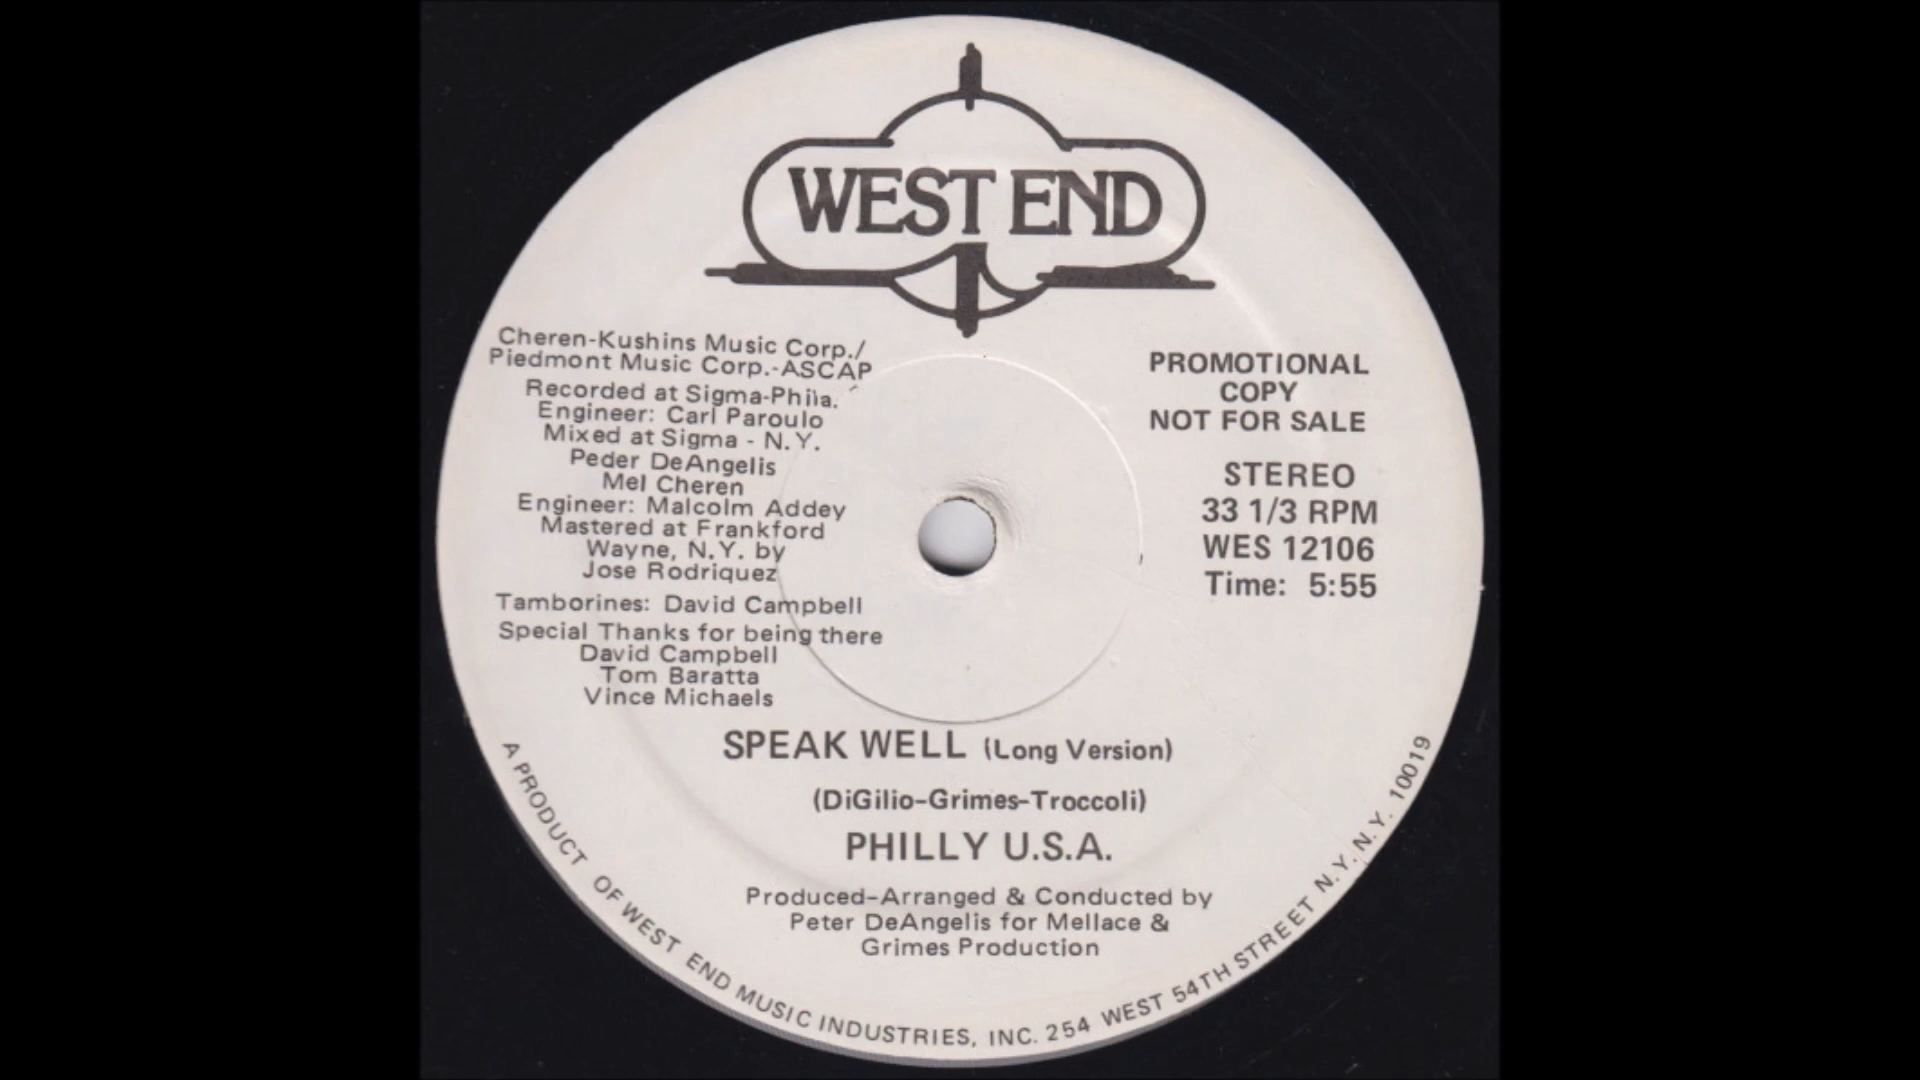 WEST END
Cheren-Kushins Music Corp./
Piedmont Music Corp.-ASCAP
Recorded at Sigma-Phila.
Engineer: Carl Paroulo
Mixed at Sigma - N.Y.
Peder DeAngelis
Mel Cheren
Engineer: Malcolm Addey
Mastered at Frankford
Wayne, N.Y. by
Jose Rodriquez
Tamborines: David Campbell
Special Thanks for being there
David Campbell
Tom Baratta
Vince Michaels
PROMOTIONAL
COPY
NOT FOR SALE
STEREO
33 1/3 RPM
WES 12106
Time: 5:55
SPEAK WELL (Long Version)
(DiGilio-Grimes-Troccoli)
PHILLY U.S.A.
Produced-Arranged & Conducted by
Peter DeAngelis for Mellace &
Grimes Production
A PRODUCT OF WEST END MUSIC INDUSTRIES, INC. 254 WEST 54TH STREET N.Y. N.Y. 10019